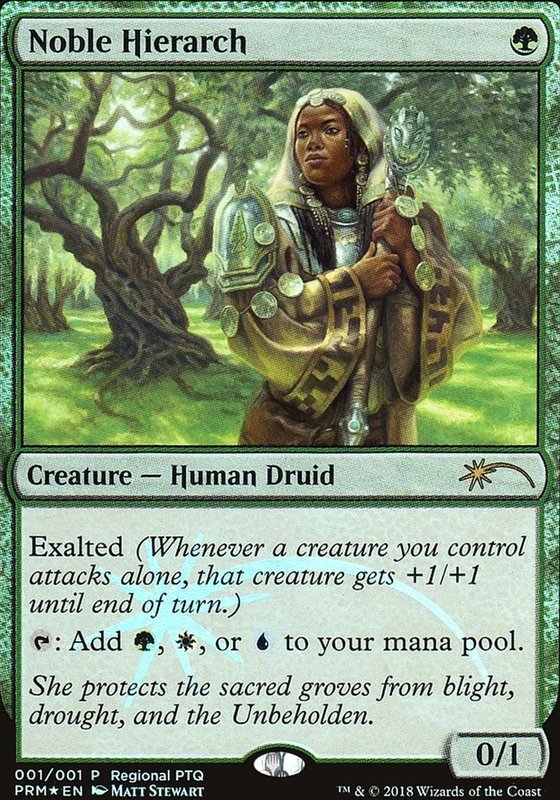 Noble Hierarch
Creature — Human Druid
Exalted (Whenever a creature you control
attacks alone, that creature gets +1/+1
until end of turn.)
: Add , , or to your mana pool.
She protects the sacred groves from blight,
drought, and the Unbeholden.
0/1
001/001 P Regional PTQ
PRM★EN Matt Stewart
™ & © 2018 Wizards of the Coast